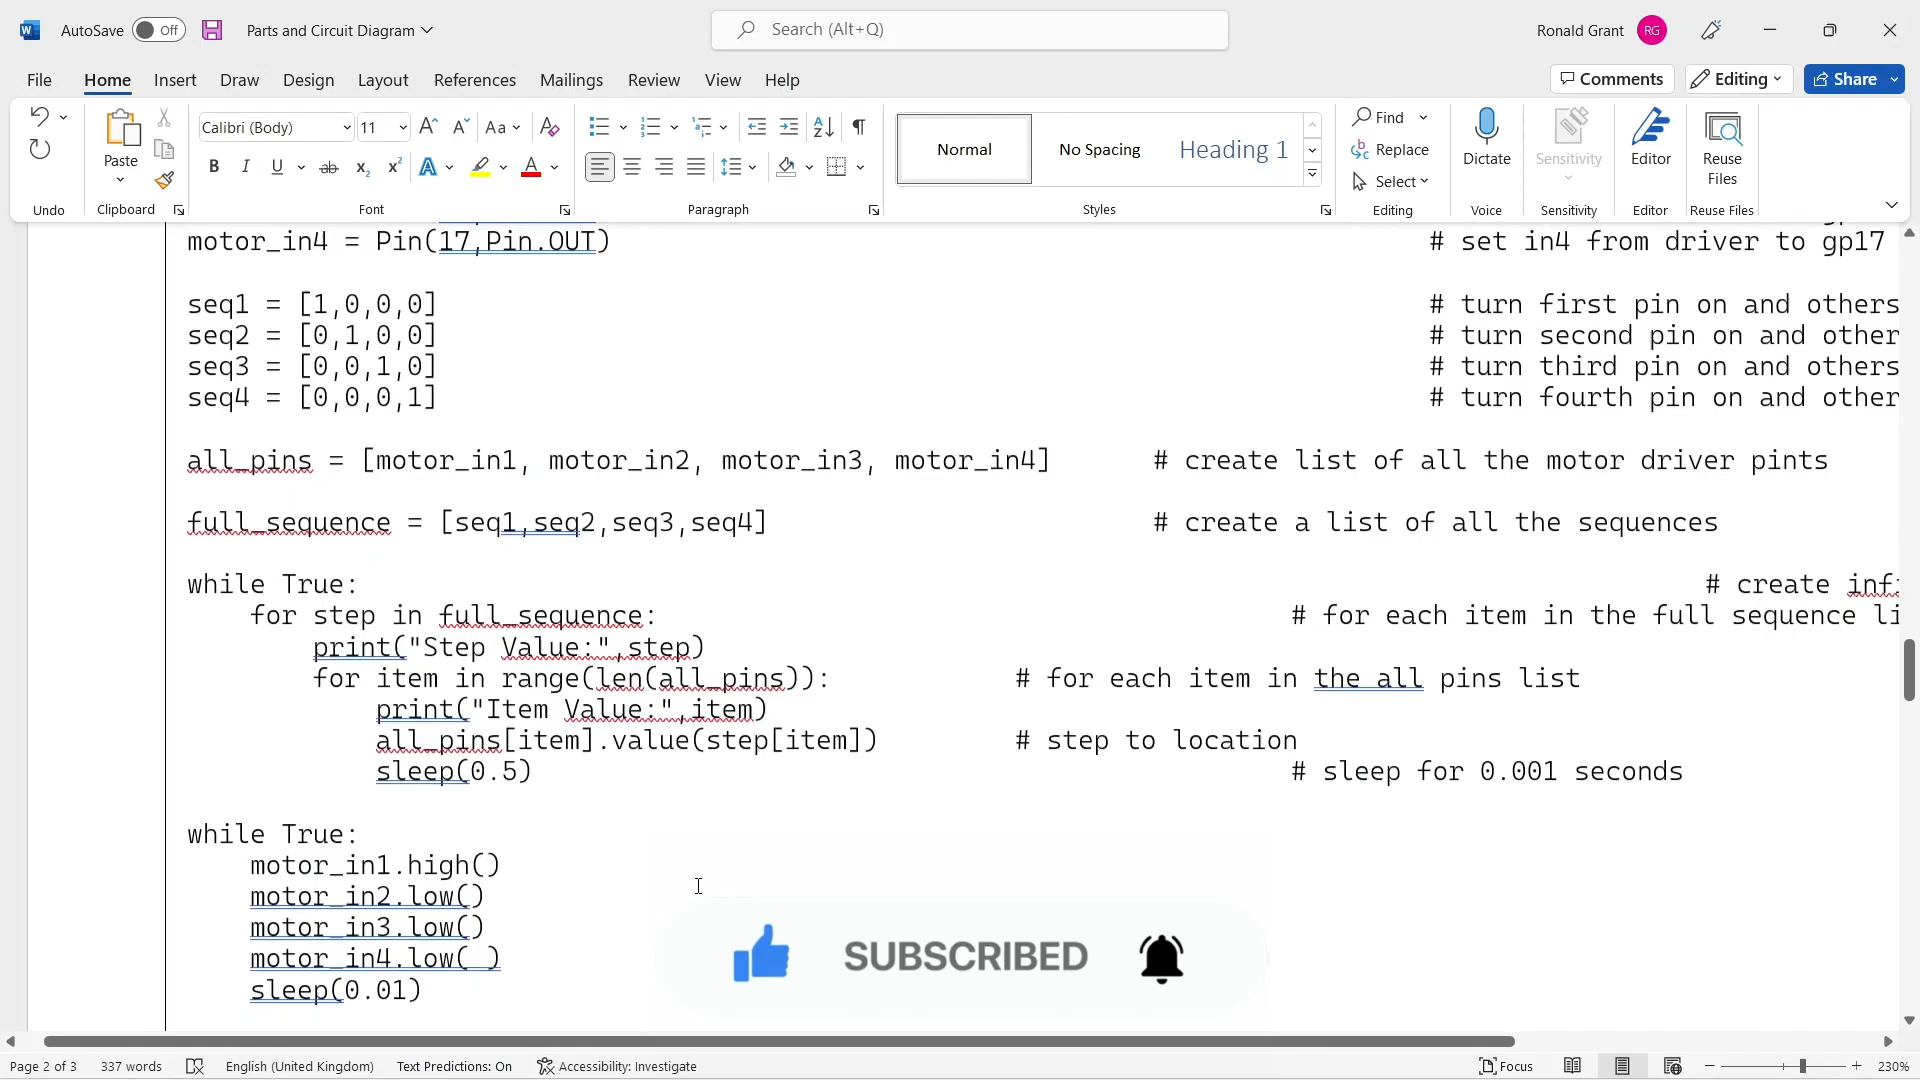 AutoSave Off Parts and Circuit Diagram Search (Alt+Q) Ronald Grant RG
File Home Insert Draw Design Layout References Mailings Review View Help Comments Editing Share
Calibri (Body) 11 Aa
Paste B I U ab x₂ x² A A
Normal No Spacing Heading 1
Find
Replace
Select
Dictate Sensitivity Editor Reuse Files
Undo Clipboard Font Paragraph Styles Editing Voice Sensitivity Editor Reuse Files
motor_in4 = Pin(17,Pin.OUT) # set in4 from driver to gp17
seq1 = [1,0,0,0] # turn first pin on and others
seq2 = [0,1,0,0] # turn second pin on and other
seq3 = [0,0,1,0] # turn third pin on and others
seq4 = [0,0,0,1] # turn fourth pin on and other
all_pins = [motor_in1, motor_in2, motor_in3, motor_in4] # create list of all the motor driver pints
full_sequence = [seq1,seq2,seq3,seq4] # create a list of all the sequences
while True: # create infi
for step in full_sequence: # for each item in the full sequence li
print("Step Value:",step)
for item in range(len(all_pins)): # for each item in the all pins list
print("Item Value:",item)
all_pins[item].value(step[item]) # step to location
sleep(0.5) # sleep for 0.001 seconds
while True:
motor_in1.high()
motor_in2.low()
motor_in3.low()
motor_in4.low( )
sleep(0.01)
SUBSCRIBED
Page 2 of 3 337 words English (United Kingdom) Text Predictions: On Accessibility: Investigate Focus 230%